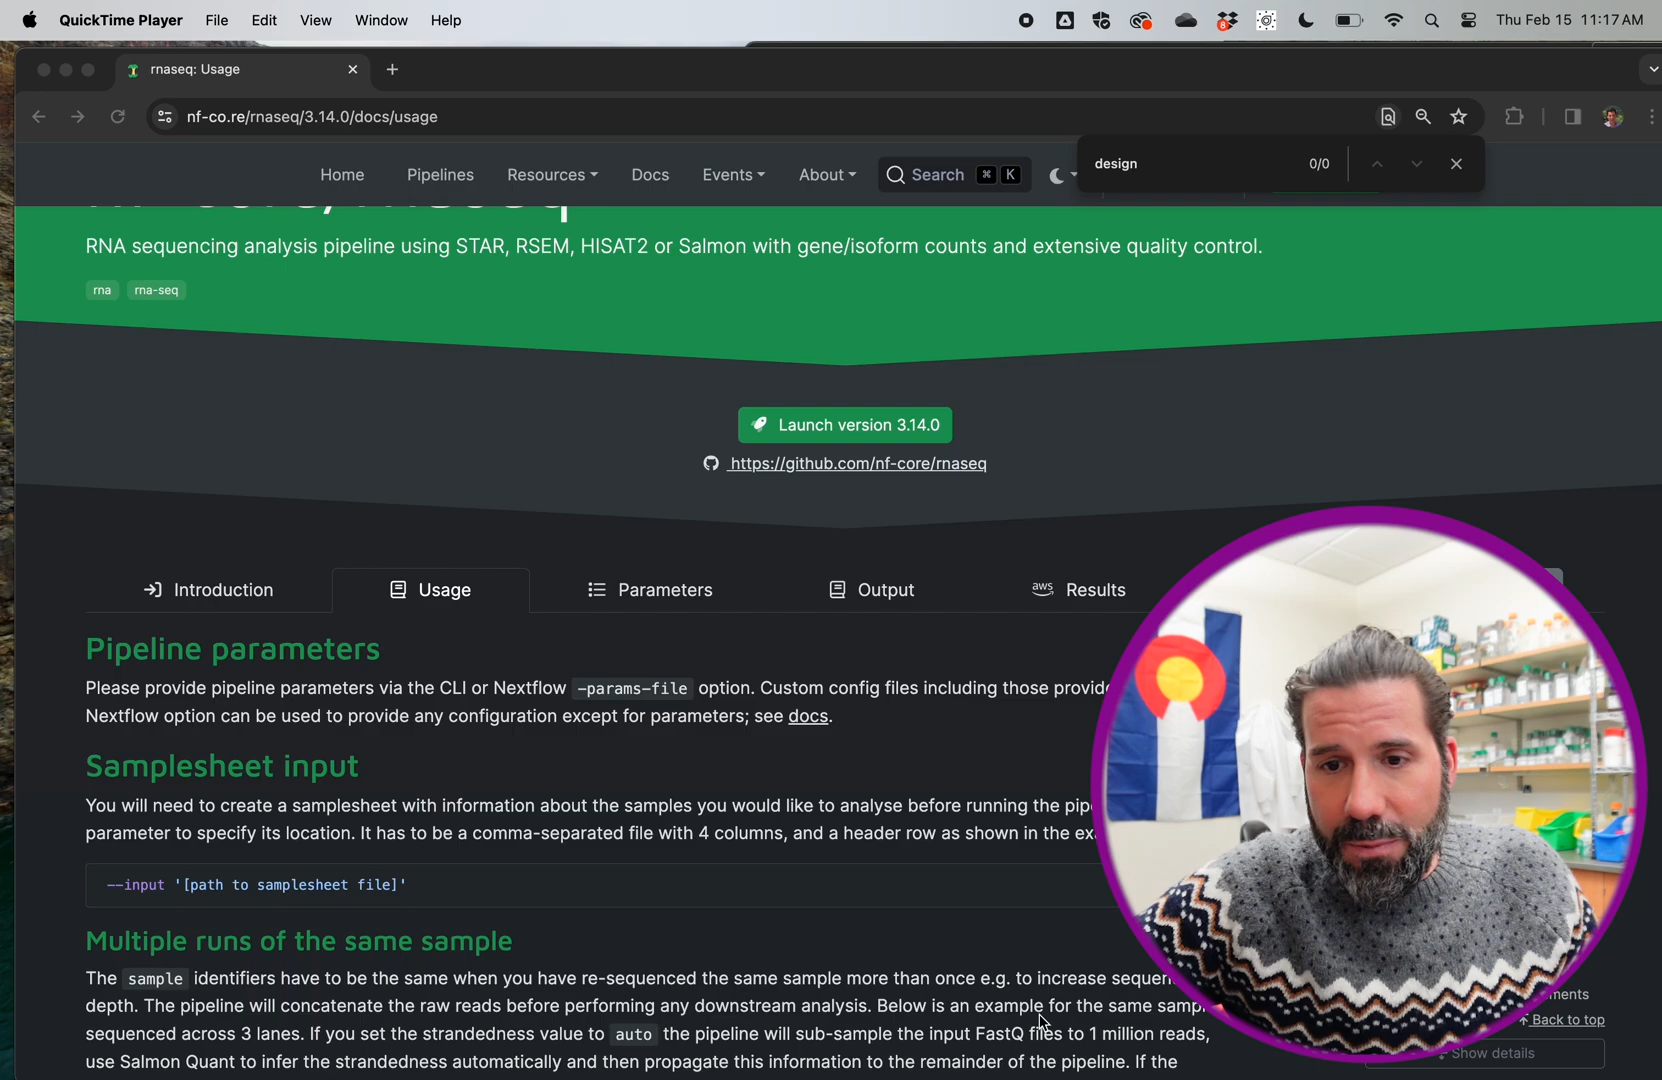 QuickTime Player File Edit View Window Help
8
Thu Feb 15 11:17 AM
rnaseq: Usage
nf-co.re/rnaseq/3.14.0/docs/usage
design 0/0
Home Pipelines Resources Docs Events About Search ⌘ K
nf-core/rnaseq
RNA sequencing analysis pipeline using STAR, RSEM, HISAT2 or Salmon with gene/isoform counts and extensive quality control.
rna rna-seq
Launch version 3.14.0
https://github.com/nf-core/rnaseq
Introduction Usage Parameters Output aws Results
Pipeline parameters
Please provide pipeline parameters via the CLI or Nextflow -params-file option. Custom config files including those
Nextflow option can be used to provide any configuration except for parameters; see docs.
Samplesheet input
You will need to create a samplesheet with information about the samples you would like to analyse before running the
parameter to specify its location. It has to be a comma-separated file with 4 columns, and a header row as shown in the
--input '[path to samplesheet file]'
Multiple runs of the same sample
The sample identifiers have to be the same when you have re-sequenced the same sample more than once e.g. to increase
depth. The pipeline will concatenate the raw reads before performing any downstream analysis. Below is an example for the same
sequenced across 3 lanes. If you set the strandedness value to auto the pipeline will sub-sample the input FastQ files to 1 million reads,
use Salmon Quant to infer the strandedness automatically and then propagate this information to the remainder of the pipeline. If the
Back to top
Show details